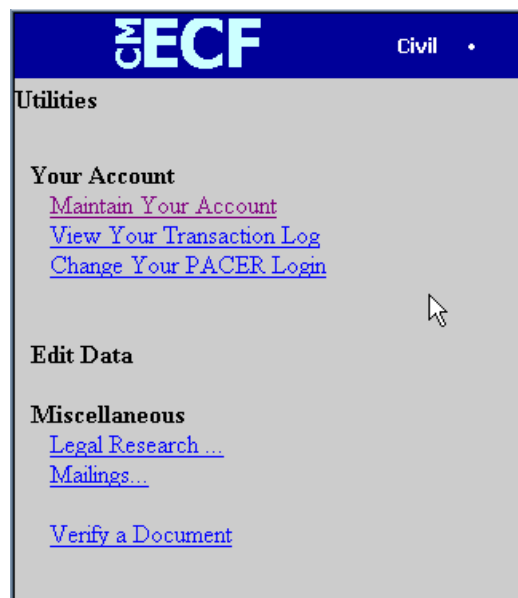 CM ECF Civil •
Utilities
Your Account
Maintain Your Account
View Your Transaction Log
Change Your PACER Login
Edit Data
Miscellaneous
Legal Research ...
Mailings...
Verify a Document